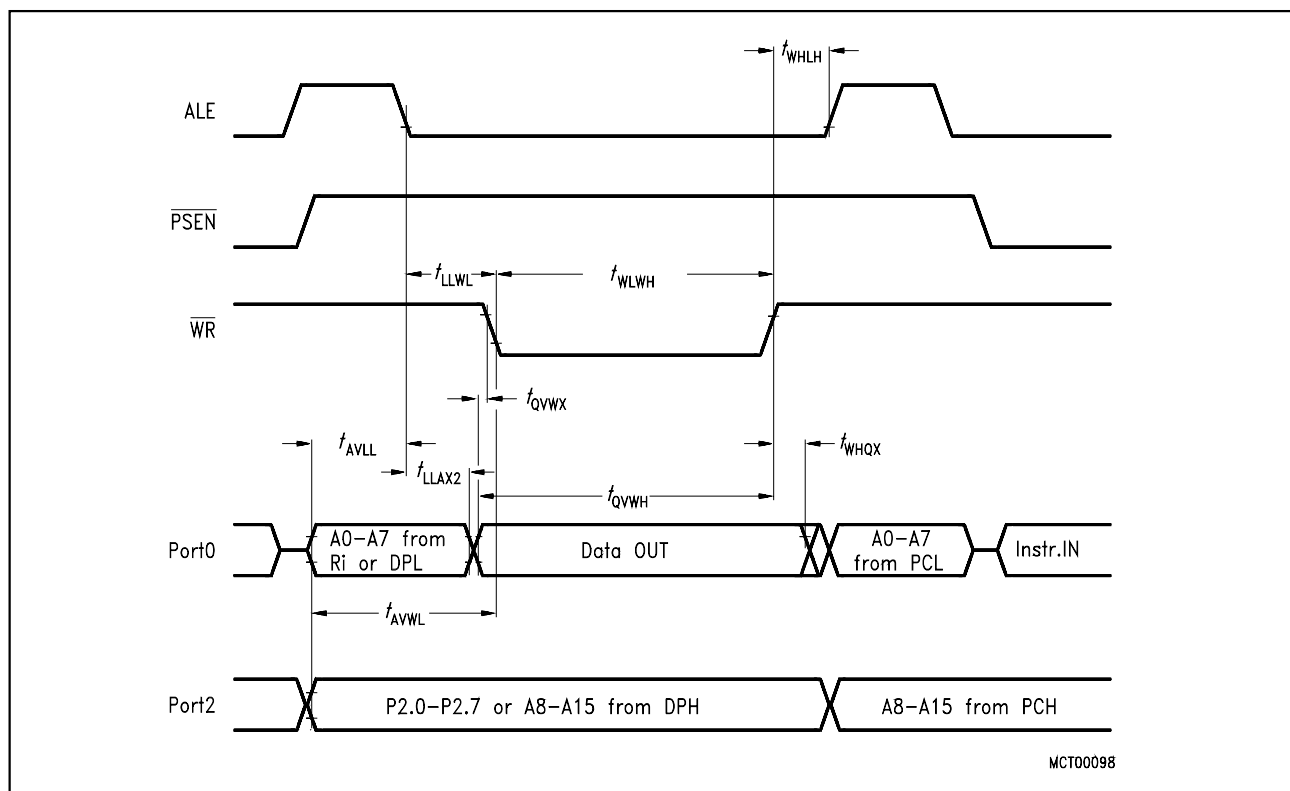 tWHLH
ALE
PSEN
tLLWL
tWLWH
WR
tQVWX
tAVLL
tWHQX
tLLAX2
tQVWH
Port0
A0-A7 from
Ri or DPL
Data OUT
A0-A7
from PCL
Instr.IN
tAVWL
Port2
P2.0-P2.7 or A8-A15 from DPH
A8-A15 from PCH
MCT00098